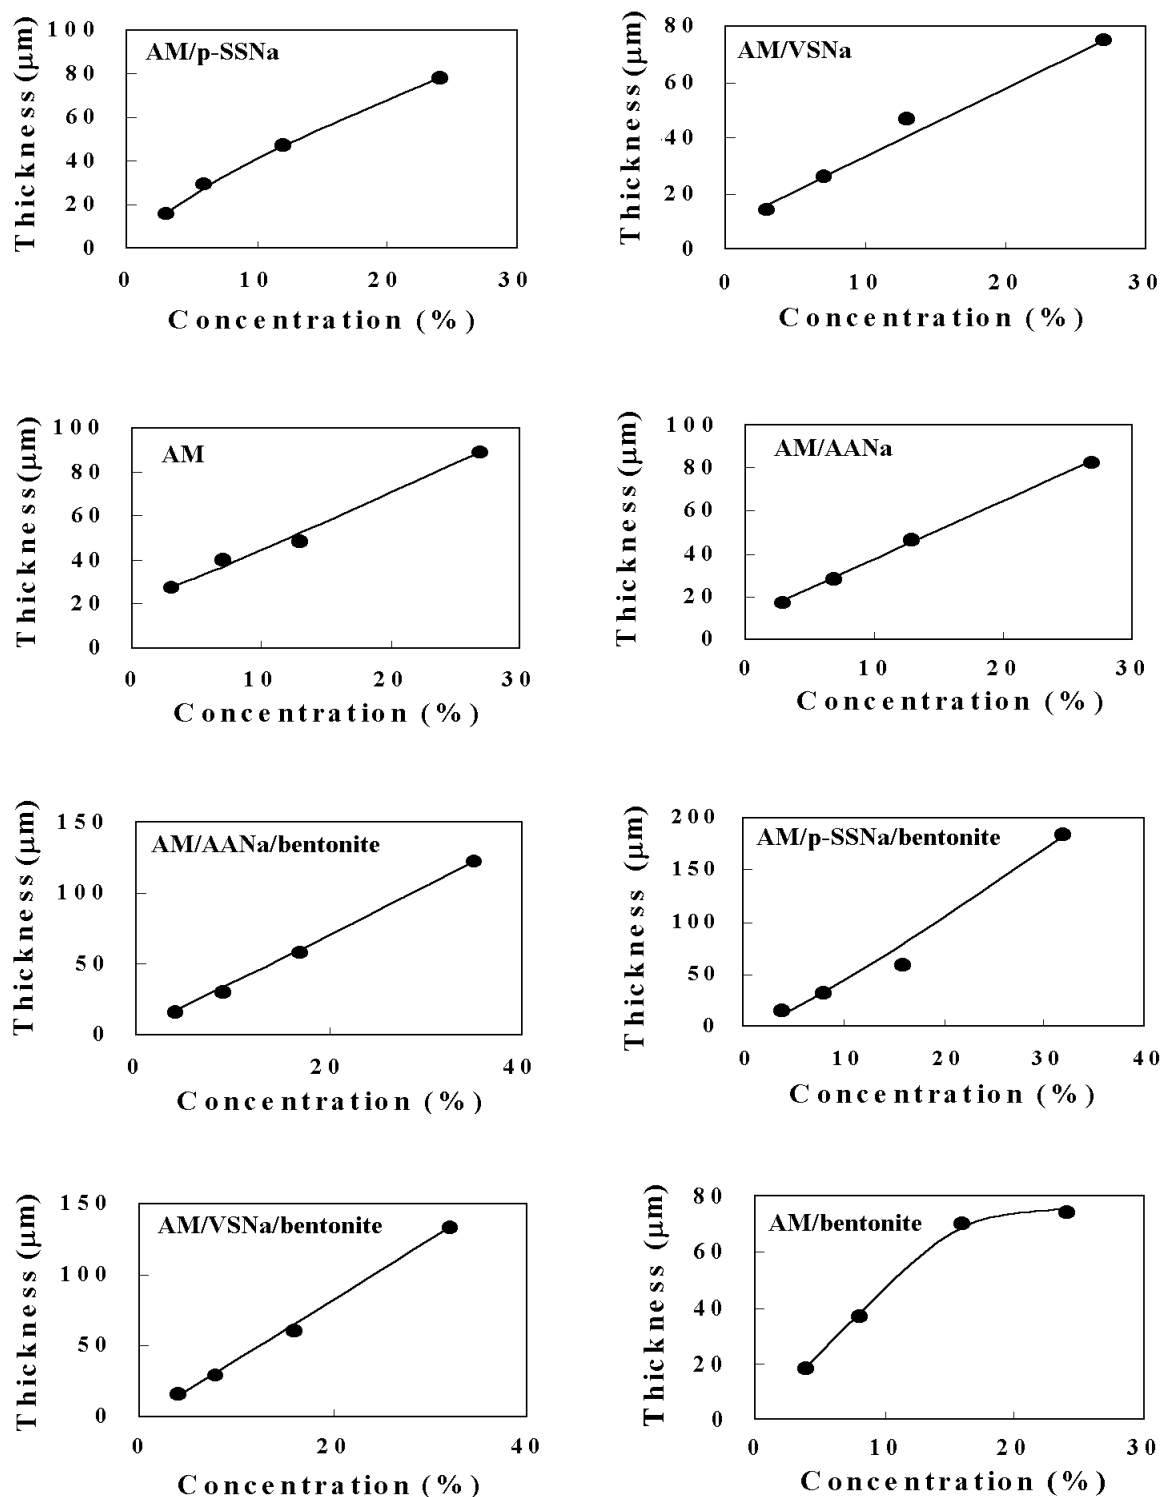 Thickness (μm)
100
80
60
40
20
0
AM/p-SSNa
0 10 20 30
Concentration (%)
Thickness (μm)
80
60
40
20
0
AM/VSNa
0 10 20 30
Concentration (%)
Thickness (μm)
100
80
60
40
20
0
AM
0 10 20 30
Concentration (%)
Thickness (μm)
100
80
60
40
20
0
AM/AANa
0 10 20 30
Concentration (%)
Thickness (μm)
150
100
50
0
AM/AANa/bentonite
0 20 40
Concentration (%)
Thickness (μm)
200
150
100
50
0
AM/p-SSNa/bentonite
0 10 20 30 40
Concentration (%)
Thickness (μm)
150
100
50
0
AM/VSNa/bentonite
0 20 40
Concentration (%)
Thickness (μm)
80
60
40
20
0
AM/bentonite
0 10 20 30
Concentration (%)